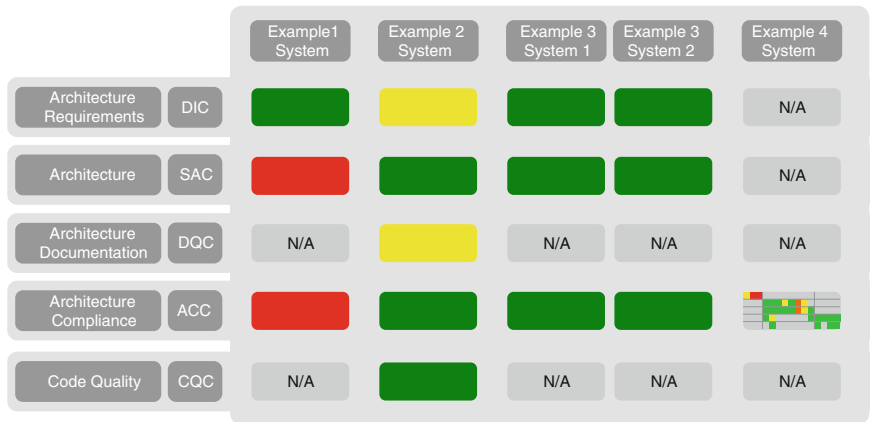 Example1 System
Example 2 System
Example 3 System 1
Example 3 System 2
Example 4 System
Architecture Requirements
DIC
N/A
Architecture
SAC
N/A
Architecture Documentation
DQC
N/A
N/A
N/A
N/A
Architecture Compliance
ACC
Code Quality
CQC
N/A
N/A
N/A
N/A